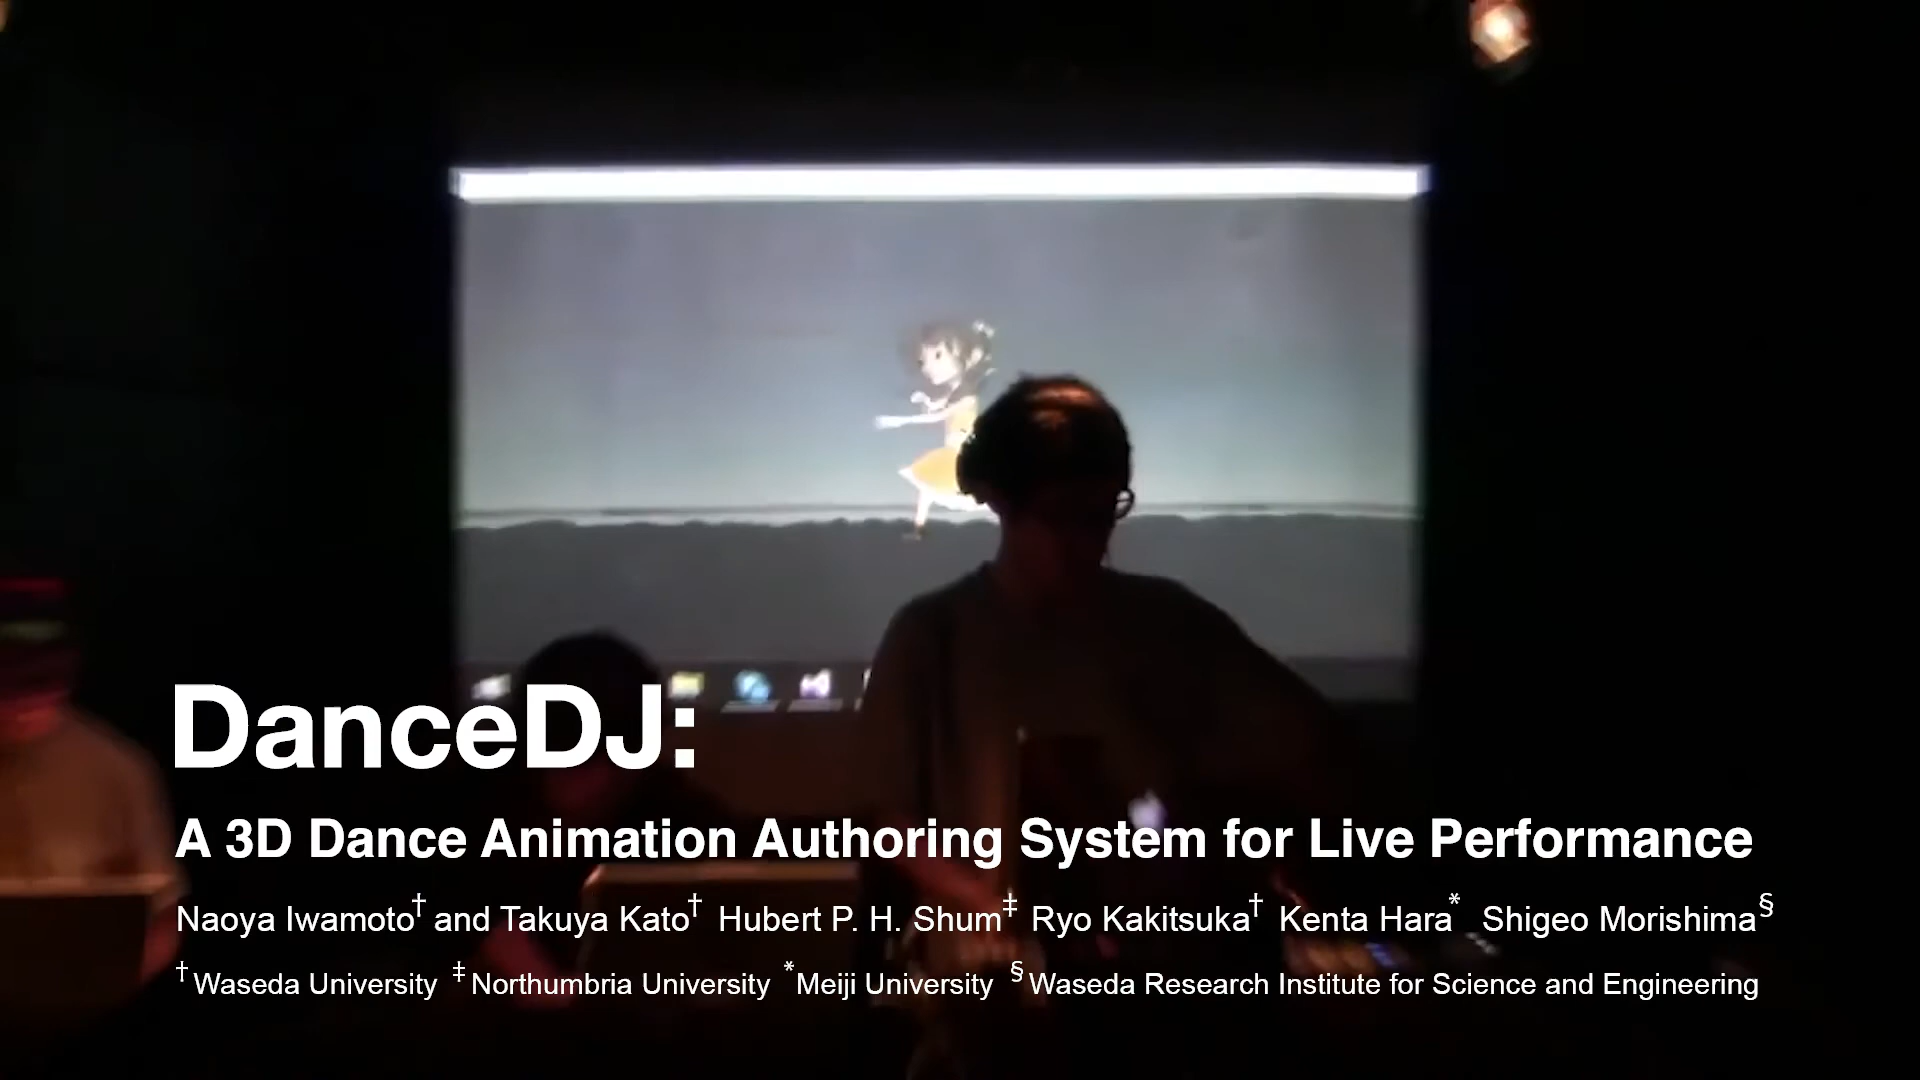 DanceDJ:
A 3D Dance Animation Authoring System for Live Performance
Naoya Iwamoto† and Takuya Kato† Hubert P. H. Shum‡ Ryo Kakitsuka† Kenta Hara* Shigeo Morishima§
†Waseda University ‡Northumbria University *Meiji University §Waseda Research Institute for Science and Engineering